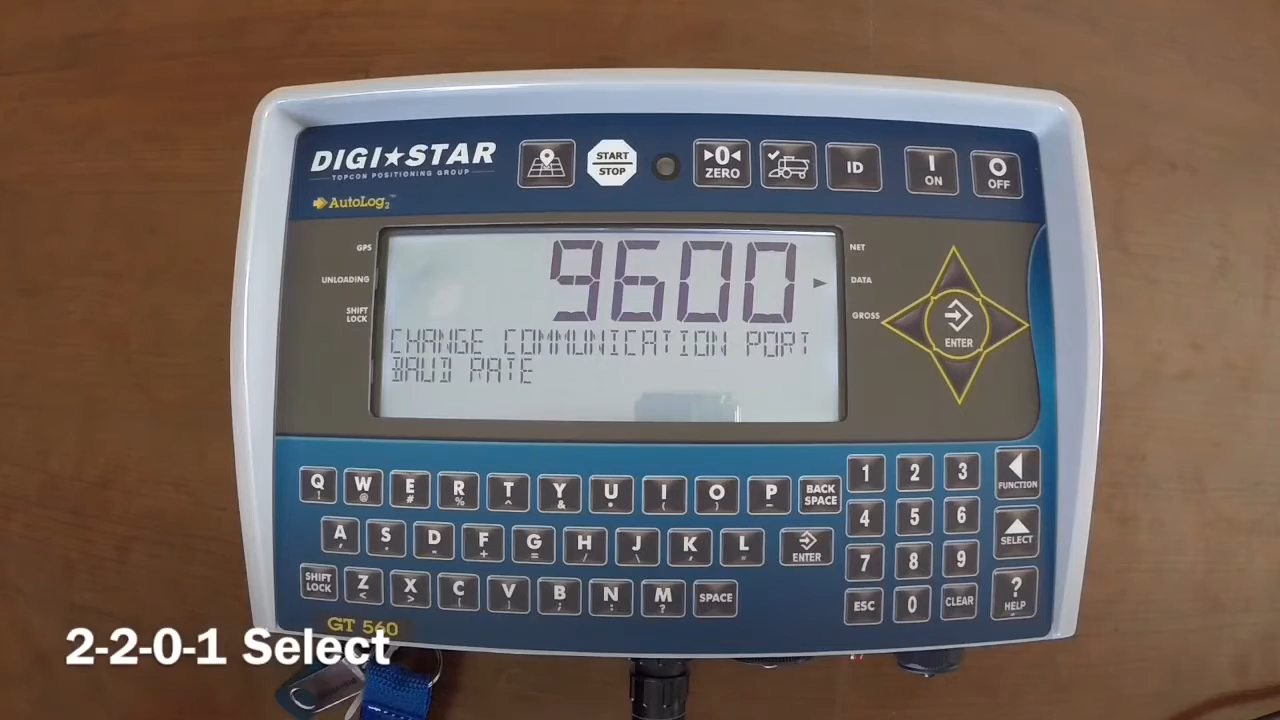 DIGI★STAR
TOPCON POSITIONING GROUP
AutoLog2™
START
STOP
0
ZERO
ID
I
ON
O
OFF
GPS
UNLOADING
SHIFT
LOCK
9600
CHANGE COMMUNICATION PORT
BAUD RATE
NET
DATA
GROSS
ENTER
Q W E R T Y U I O P BACK SPACE
! @ # % ^ &
1 2 3
FUNCTION
A S D F G H J K L ENTER
4 5 6
SELECT
SHIFT LOCK Z X C V B N M SPACE
7 8 9
?
HELP
ESC 0 CLEAR
GT 560
2-2-0-1 Select